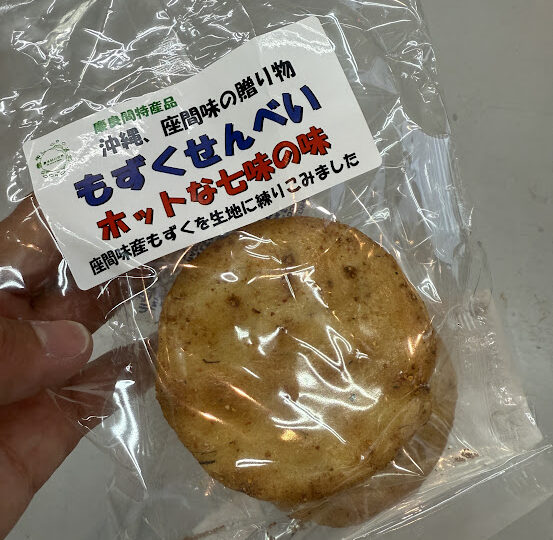 慶良間特産品
沖縄、座間味の贈り物
もずくせんべい
ホットな七味の味
座間味産もずくを生地に練りこみました